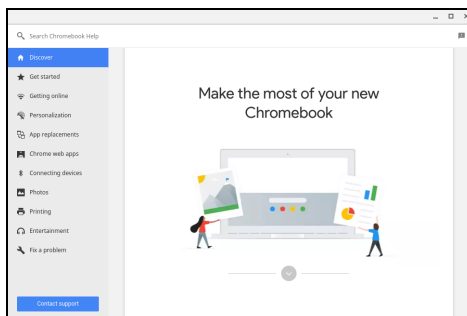 Search Chromebook Help
Discover
Get started
Getting online
Personalization
App replacements
Chrome web apps
Connecting devices
Photos
Printing
Entertainment
Fix a problem
Contact support
Make the most of your new
Chromebook